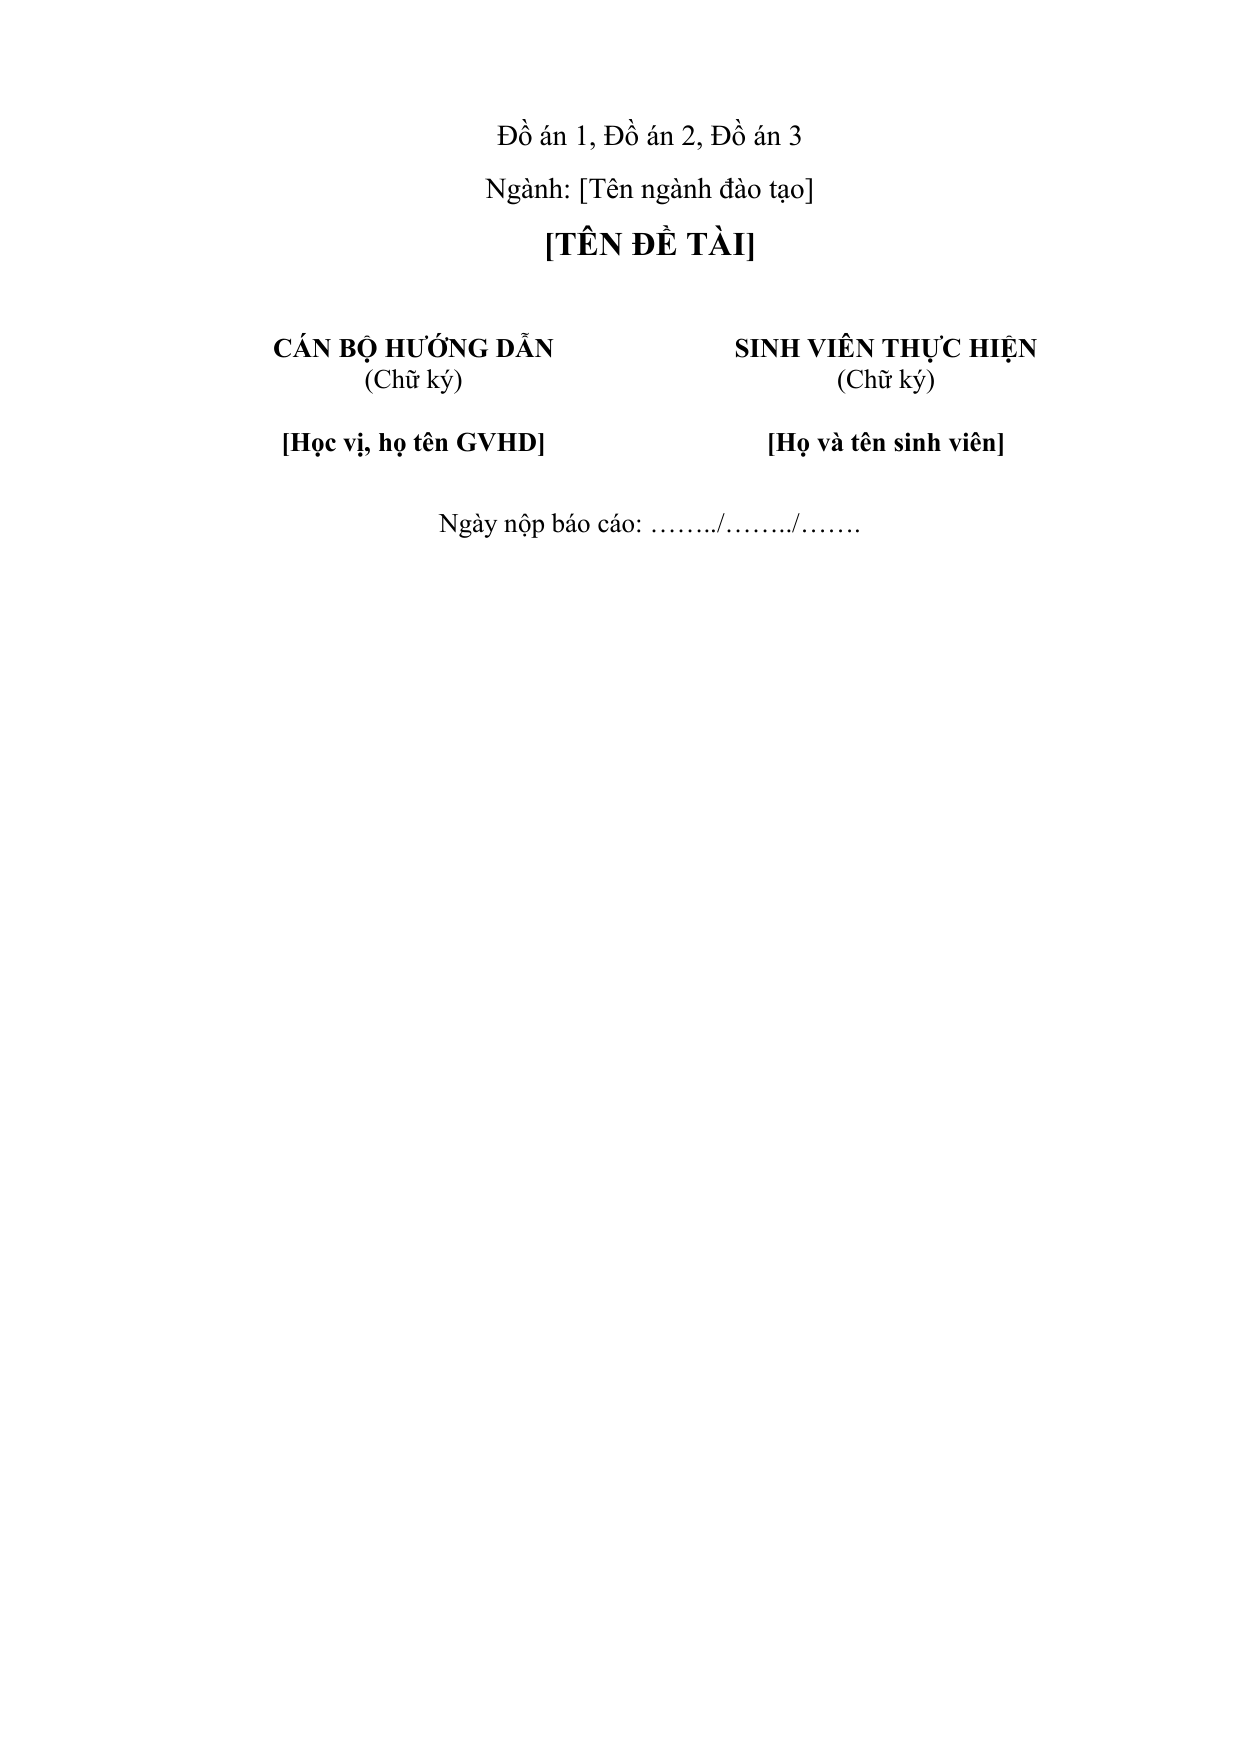 Đồ án 1, Đồ án 2, Đồ án 3
Ngành: [Tên ngành đào tạo]
[TÊN ĐỀ TÀI]
CÁN BỘ HƯỚNG DẪN
(Chữ ký)
[Học vị, họ tên GVHD]
SINH VIÊN THỰC HIỆN
(Chữ ký)
[Họ và tên sinh viên]
Ngày nộp báo cáo: ……../……../…….